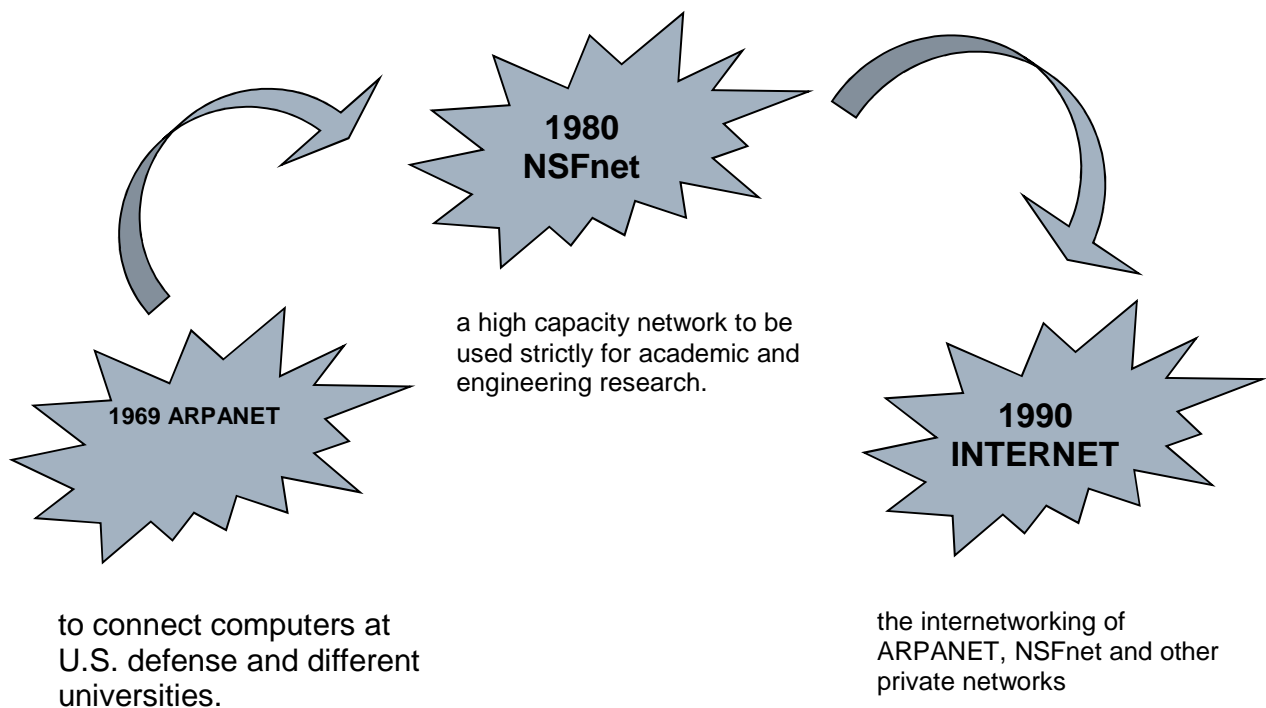 1969 ARPANET
to connect computers at
U.S. defense and different
universities.
1980
NSFnet
a high capacity network to be
used strictly for academic and
engineering research.
1990
INTERNET
the internetworking of
ARPANET, NSFnet and other
private networks